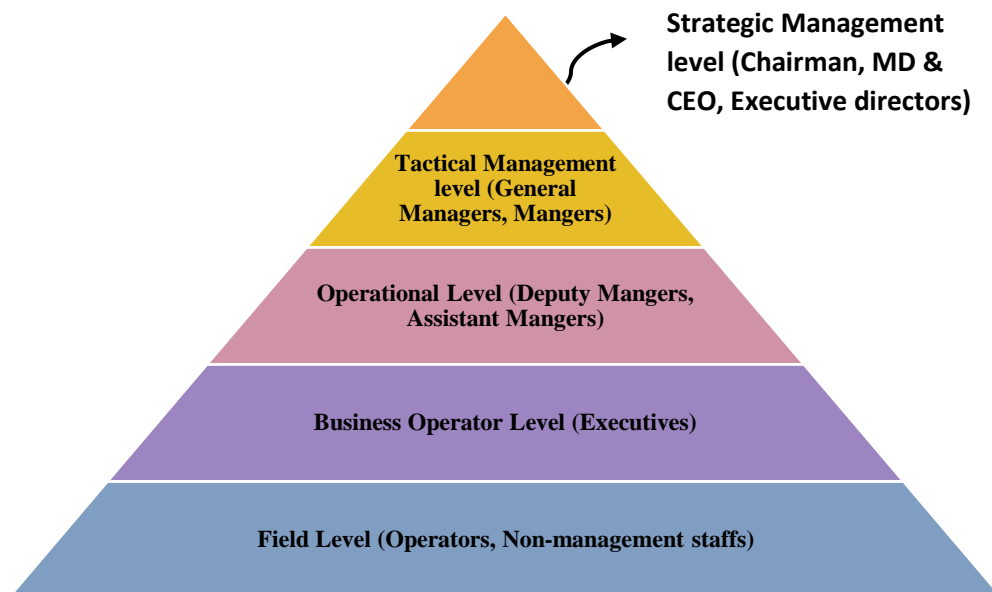 Strategic Management
level (Chairman, MD &
CEO, Executive directors)
Tactical Management
level (General
Managers, Mangers)
Operational Level (Deputy Mangers,
Assistant Mangers)
Business Operator Level (Executives)
Field Level (Operators, Non-management staffs)